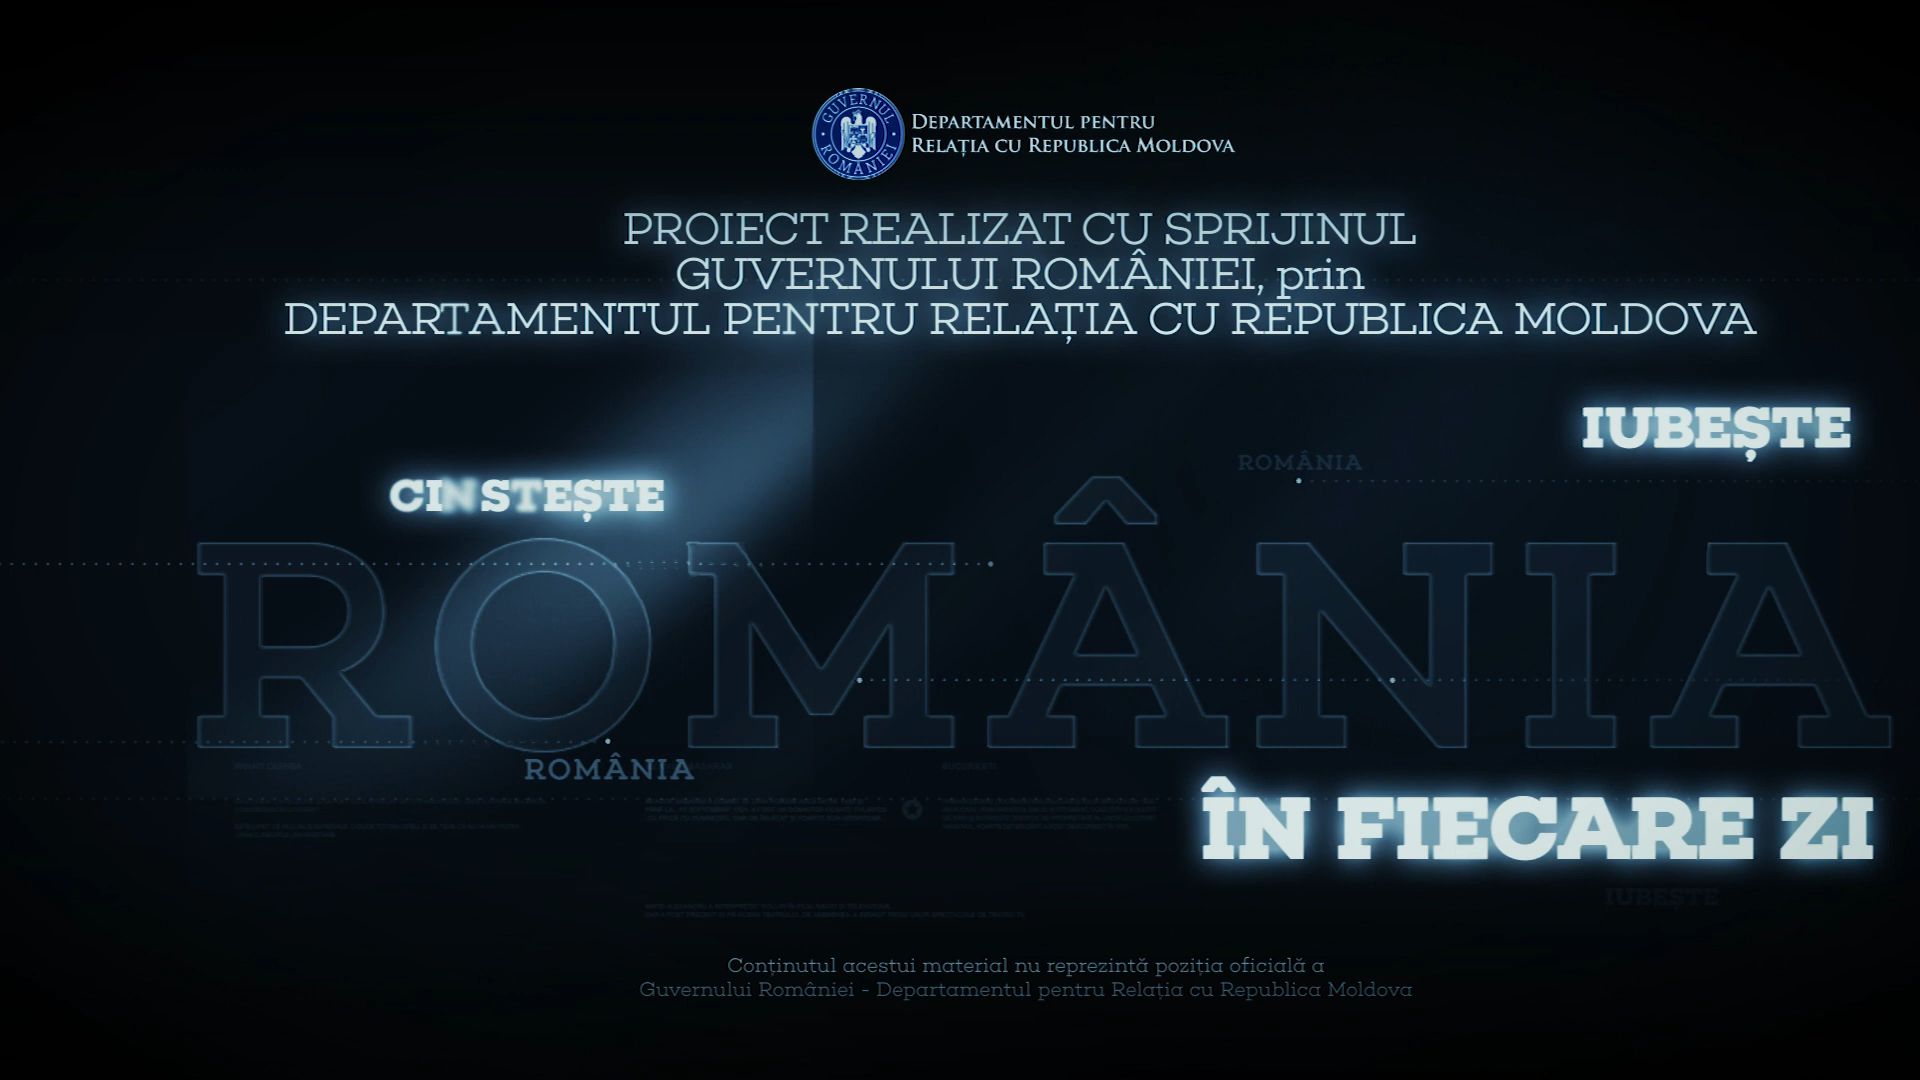 GUVERNUL ROMÂNIEI
DEPARTAMENTUL PENTRU
RELAȚIA CU REPUBLICA MOLDOVA
PROIECT REALIZAT CU SPRIJINUL
GUVERNULUI ROMÂNIEI, prin
DEPARTAMENTUL PENTRU RELAȚIA CU REPUBLICA MOLDOVA
IUBEȘTE
ROMÂNIA
CINSTEȘTE
ROMÂNIA
ROMÂNIA
ÎN FIECARE ZI
IUBEȘTE
Conținutul acestui material nu reprezintă poziția oficială a
Guvernului României - Departamentul pentru Relația cu Republica Moldova